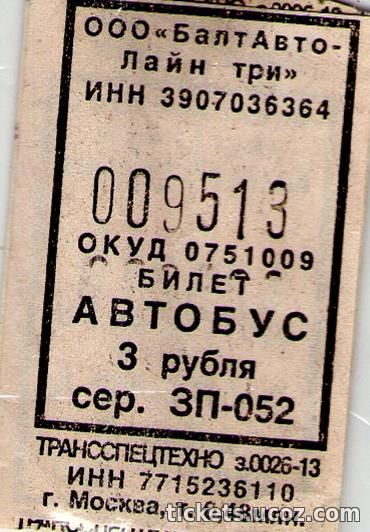 ООО«БалтАвто-
Лайн три»
ИНН 3907036364
009513
ОКУД 0751009
БИЛЕТ
АВТОБУС
3 рубля
сер. ЗП-052
ТРАНССПЕЦТЕХНО з.0026-13
ИНН 7715236110
г. Москва,
tickets.ucoz.com